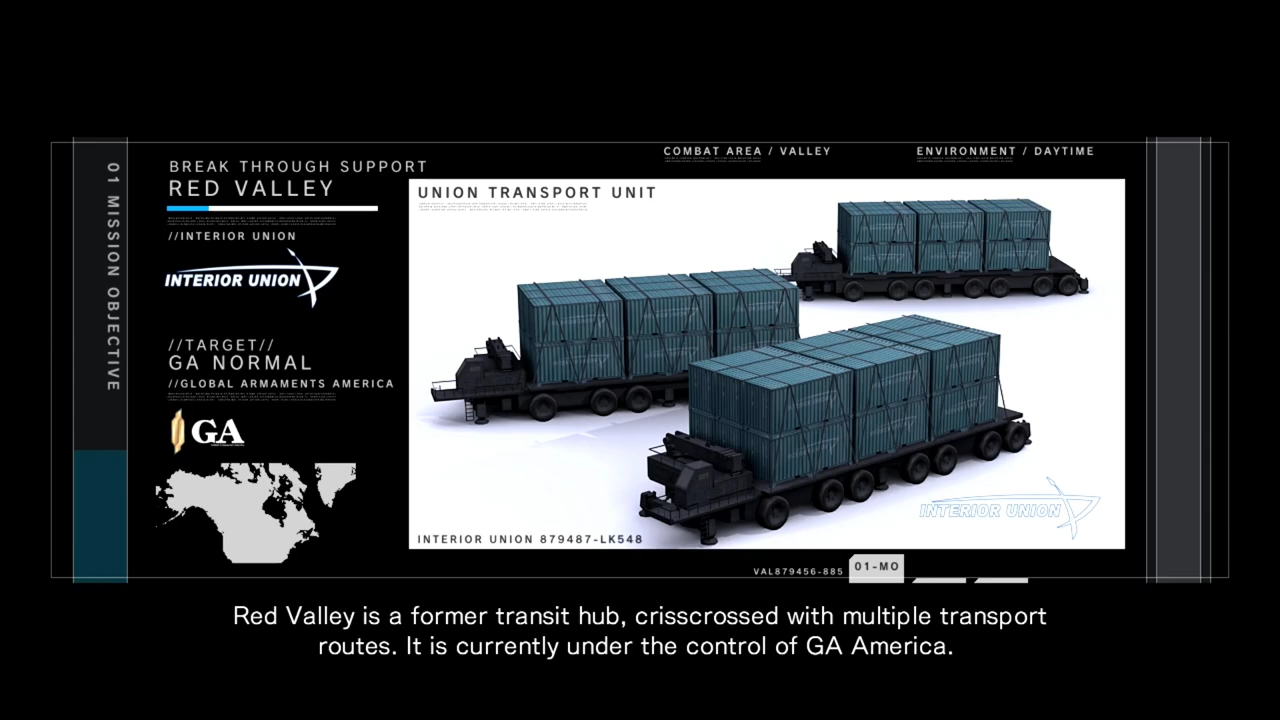 01 MISSION OBJECTIVE
BREAK THROUGH SUPPORT
RED VALLEY
//INTERIOR UNION
INTERIOR UNION
//TARGET//
GA NORMAL
//GLOBAL ARMAMENTS AMERICA
GA
COMBAT AREA / VALLEY
ENVIRONMENT / DAYTIME
UNION TRANSPORT UNIT
INTERIOR UNION
INTERIOR UNION 879487-LK548
VAL879456-885
01-MO
Red Valley is a former transit hub, crisscrossed with multiple transport
routes. It is currently under the control of GA America.